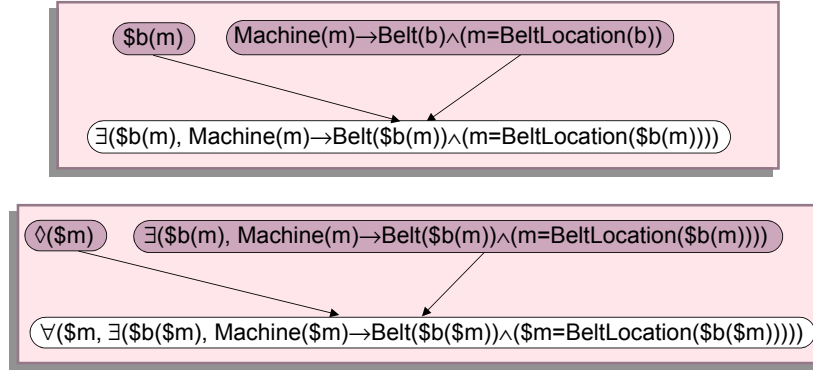 $b(m) Machine(m)→Belt(b)∧(m=BeltLocation(b))
∃($b(m), Machine(m)→Belt($b(m))∧(m=BeltLocation($b(m))))
◊($m) ∃($b(m), Machine(m)→Belt($b(m))∧(m=BeltLocation($b(m))))
∀($m, ∃($b($m), Machine($m)→Belt($b($m))∧($m=BeltLocation($b($m)))))